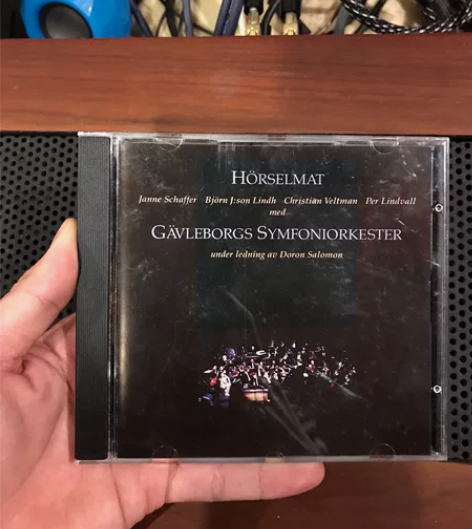 HÖRSELMAT
Janne Schaffer Björn J:son Lindh Christian Veltman Per Lindvall
med
GÄVLEBORGS SYMFONIORKESTER
under ledning av Doron Salomon